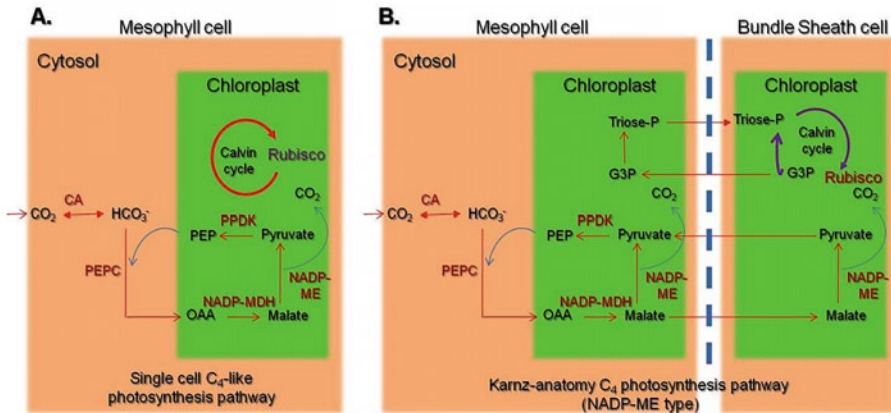 A.
Mesophyll cell
Cytosol
Chloroplast
Calvin
cycle
Rubisco
CO₂
CA
CO₂
HCO₃⁻
PPDK
PEP
Pyruvate
PEPC
NADP-
ME
NADP-MDH
OAA
Malate
Single cell C₄-like
photosynthesis pathway
B.
Mesophyll cell
Bundle Sheath cell
Cytosol
Chloroplast
Chloroplast
Triose-P
Triose-P
Calvin
cycle
G3P
G3P
Rubisco
CO₂
CO₂
CA
CO₂
HCO₃⁻
PPDK
PEP
Pyruvate
Pyruvate
PEPC
NADP-
ME
NADP-
ME
NADP-MDH
OAA
Malate
Malate
Karnz-anatomy C₄ photosynthesis pathway
(NADP-ME type)